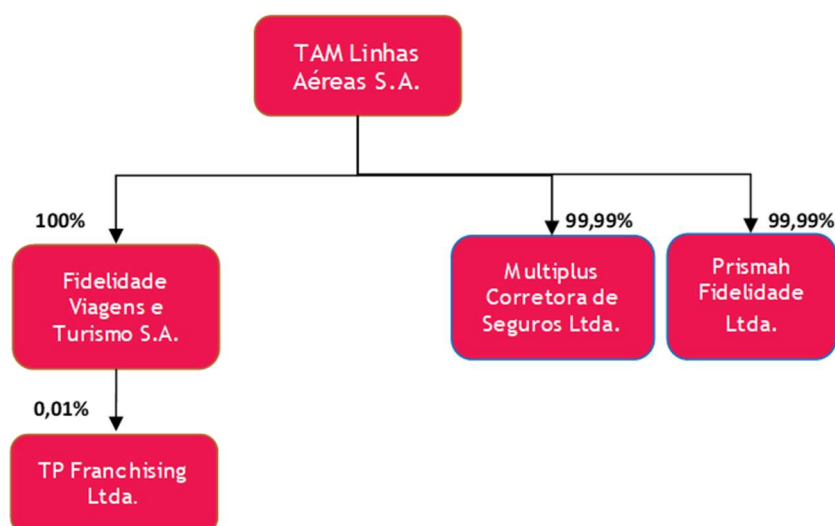 TAM Linhas
Aéreas S.A.
100%
99,99%
99,99%
Fidelidade
Viagens e
Turismo S.A.
Multiplus
Corretora de
Seguros Ltda.
Prismah
Fidelidade
Ltda.
0,01%
TP Franchising
Ltda.